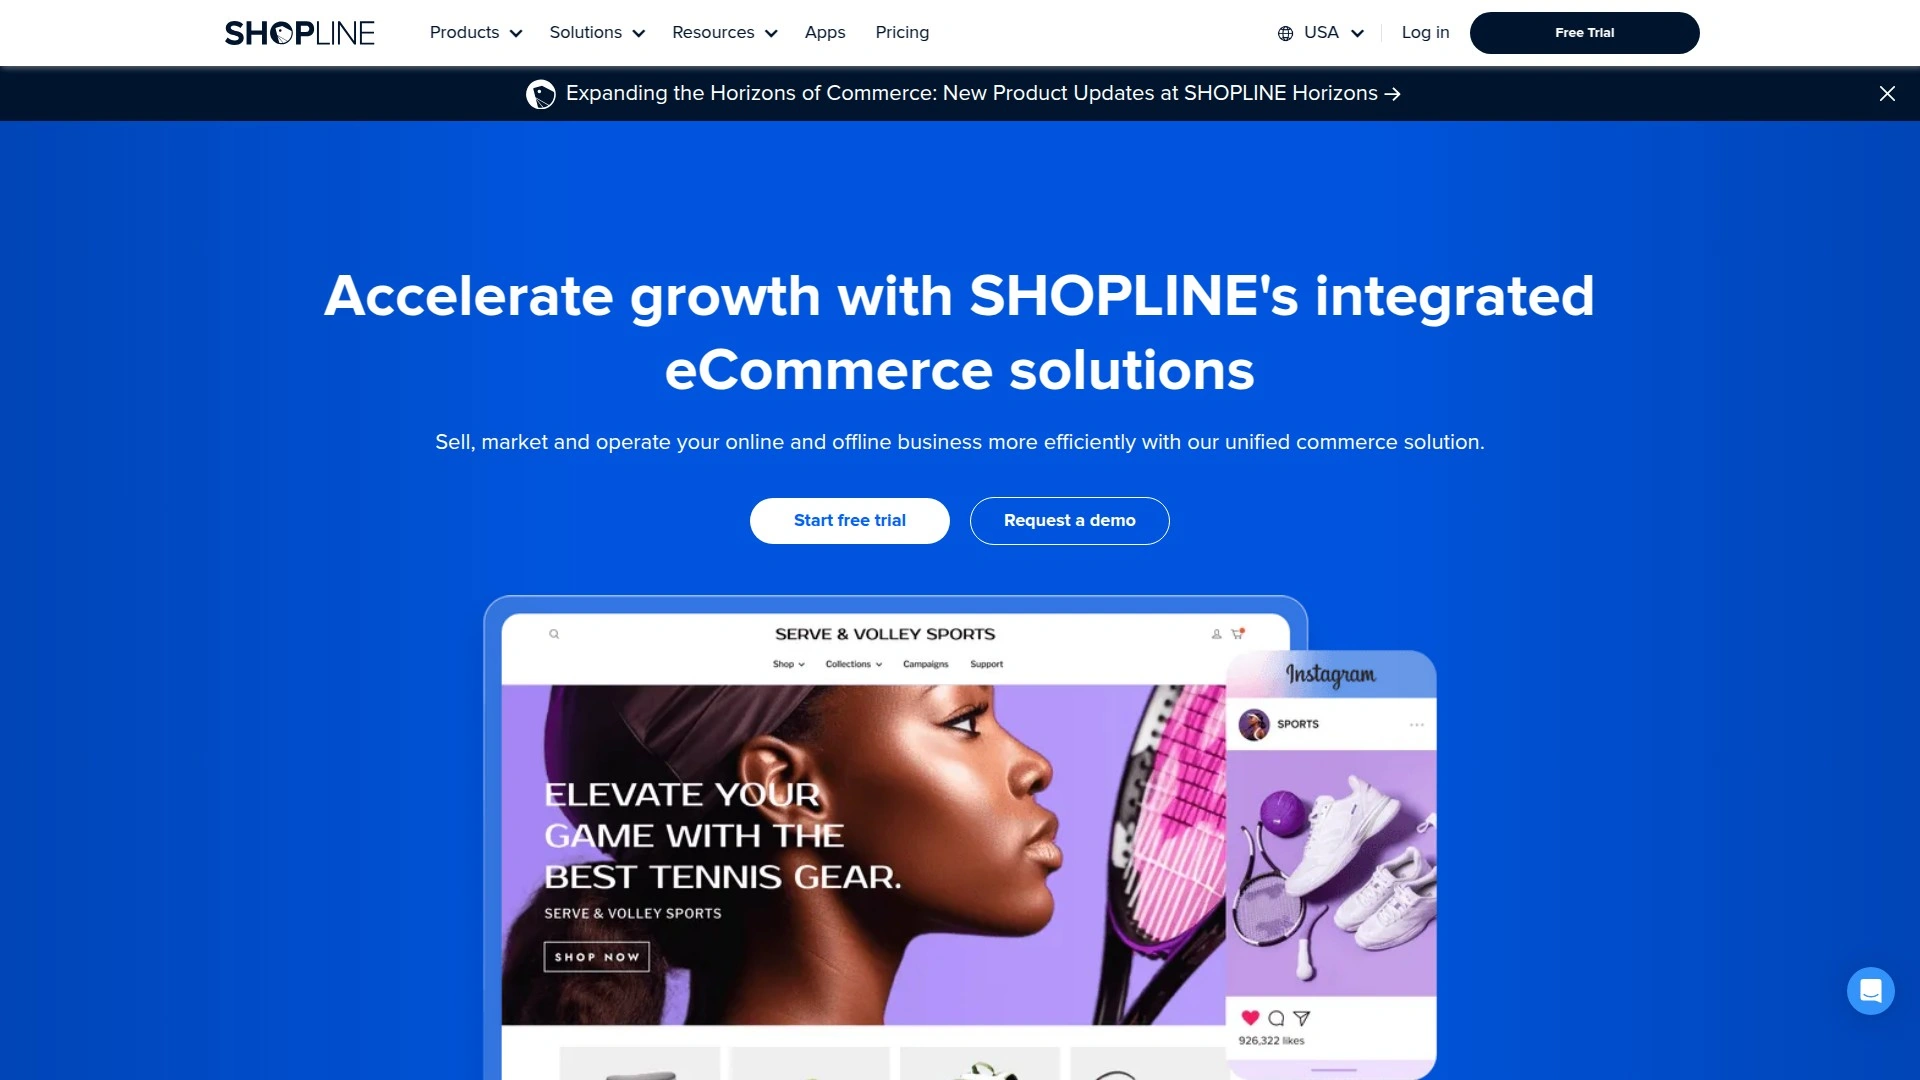 SHOPLINE
Products
Solutions
Resources
Apps
Pricing
USA
Log in
Free Trial
Expanding the Horizons of Commerce: New Product Updates at SHOPLINE Horizons →
Accelerate growth with SHOPLINE's integrated
eCommerce solutions
Sell, market and operate your online and offline business more efficiently with our unified commerce solution.
Start free trial
Request a demo
SERVE & VOLLEY SPORTS
Shop
Collections
Campaigns
Support
Instagram
SPORTS
ELEVATE YOUR
GAME WITH THE
BEST TENNIS GEAR.
SERVE & VOLLEY SPORTS
SHOP NOW
926,322 likes